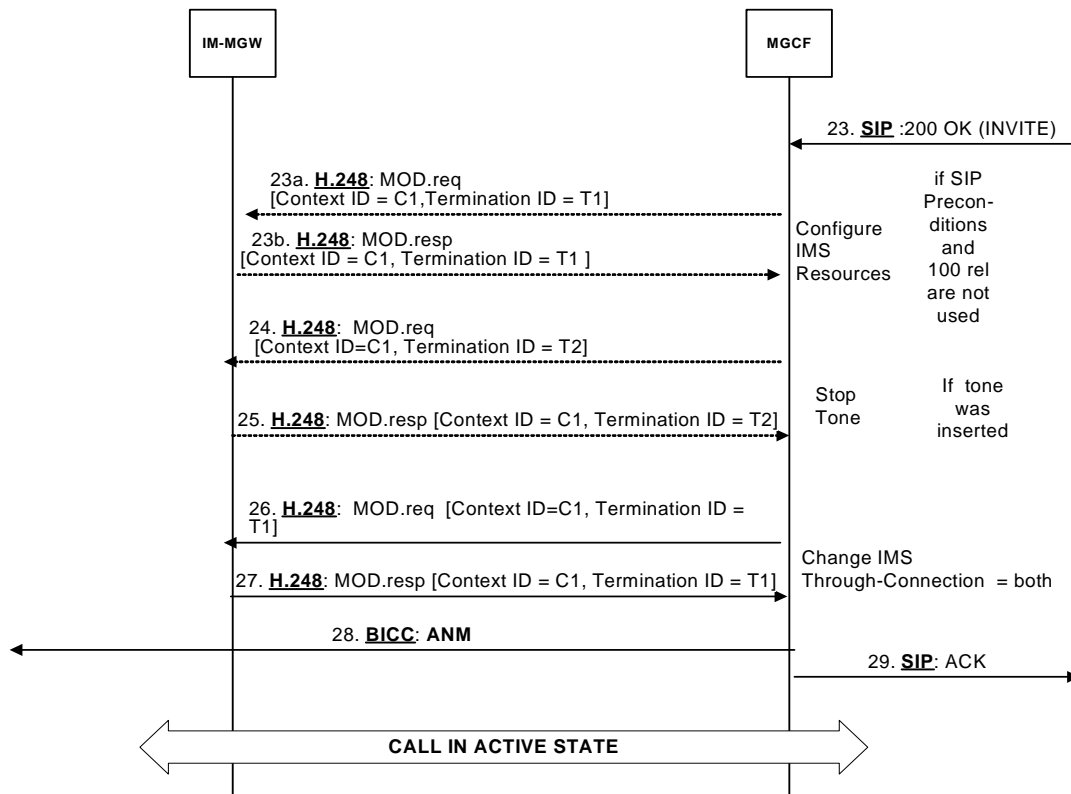 IM-MGW
MGCF
23. SIP :200 OK (INVITE)
23a. H.248: MOD.req
[Context ID = C1,Termination ID = T1]
23b. H.248: MOD.resp
[Context ID = C1, Termination ID = T1 ]
Configure
IMS
Resources
if SIP
Precon-
ditions
and
100 rel
are not
used
24. H.248: MOD.req
[Context ID=C1, Termination ID = T2]
25. H.248: MOD.resp [Context ID = C1, Termination ID = T2]
Stop
Tone
If tone
was
inserted
26. H.248: MOD.req [Context ID=C1, Termination ID =
T1]
27. H.248: MOD.resp [Context ID = C1, Termination ID = T1]
Change IMS
Through-Connection = both
28. BICC: ANM
29. SIP: ACK
CALL IN ACTIVE STATE